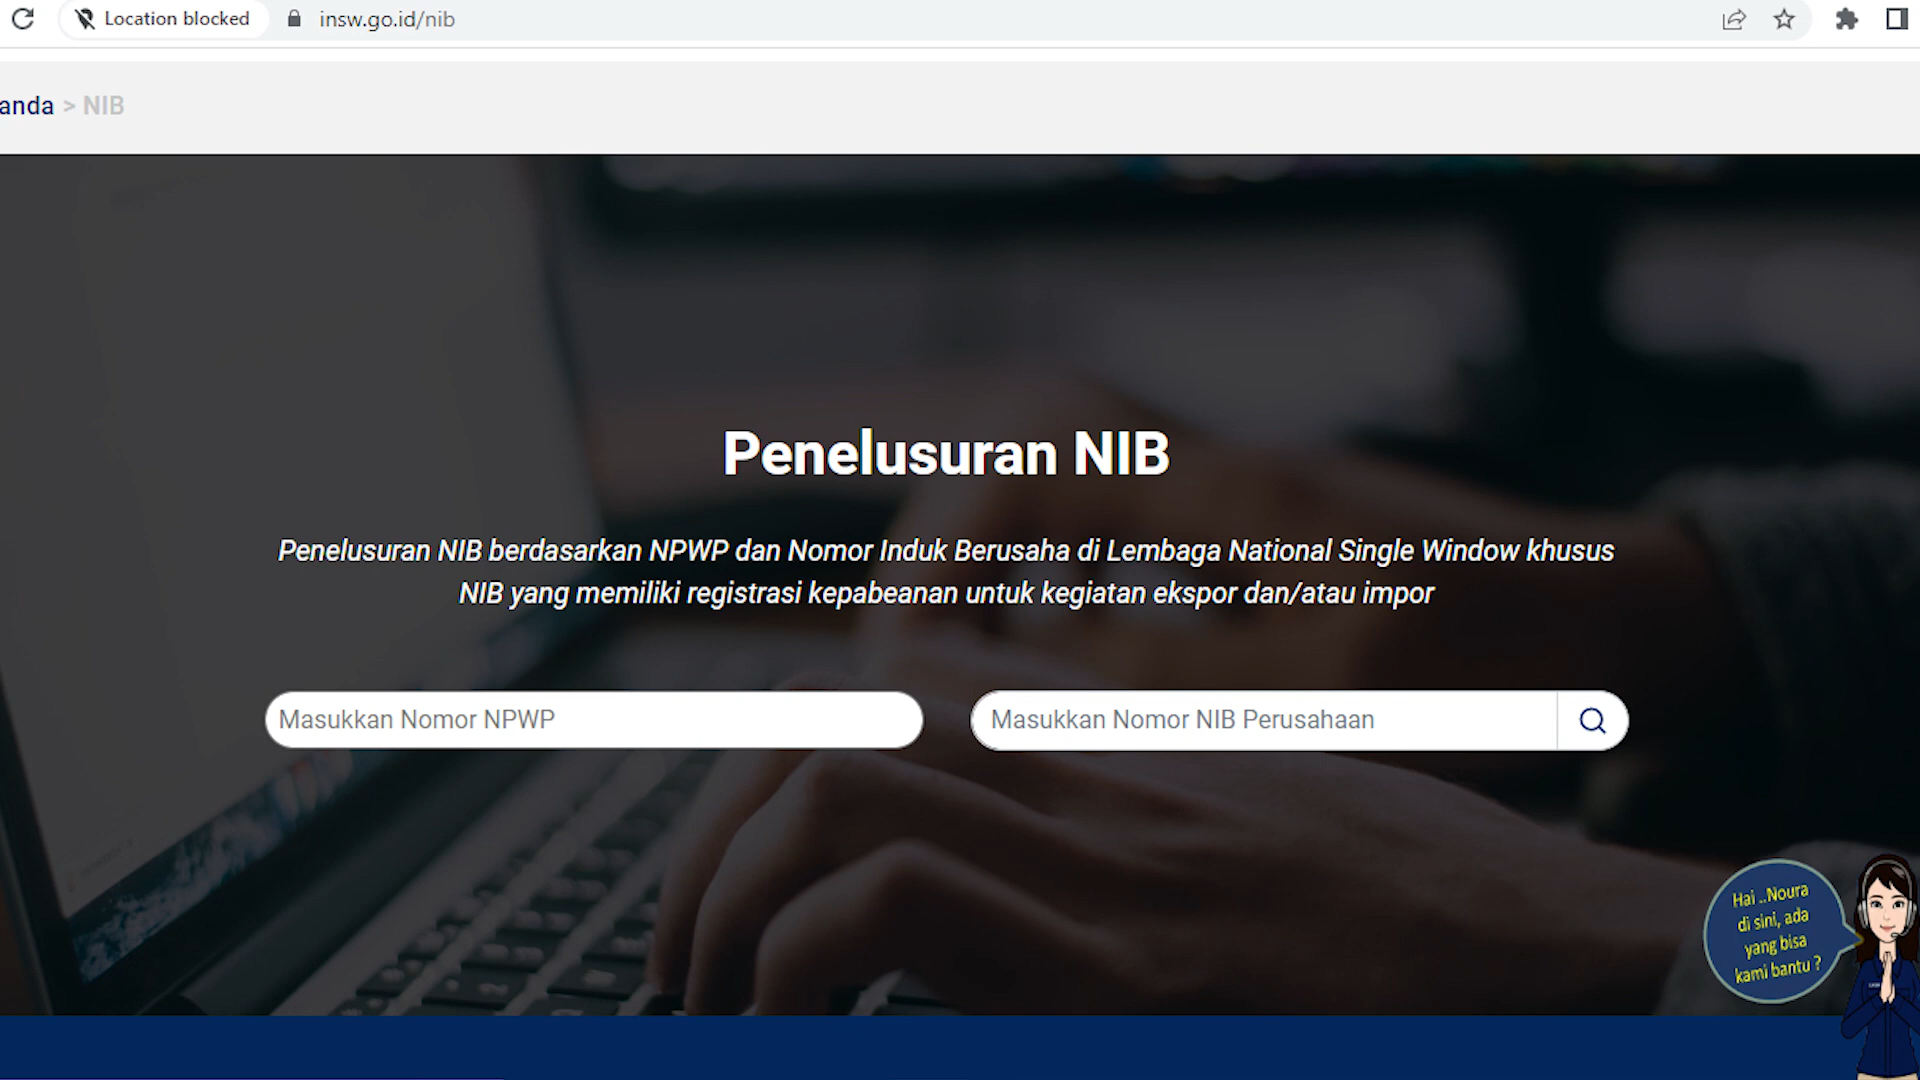 Location blocked
insw.go.id/nib
anda > NIB
Penelusuran NIB
Penelusuran NIB berdasarkan NPWP dan Nomor Induk Berusaha di Lembaga National Single Window khusus
NIB yang memiliki registrasi kepabeanan untuk kegiatan ekspor dan/atau impor
Masukkan Nomor NPWP
Masukkan Nomor NIB Perusahaan
Hai ..Noura
di sini, ada
yang bisa
kami bantu ?